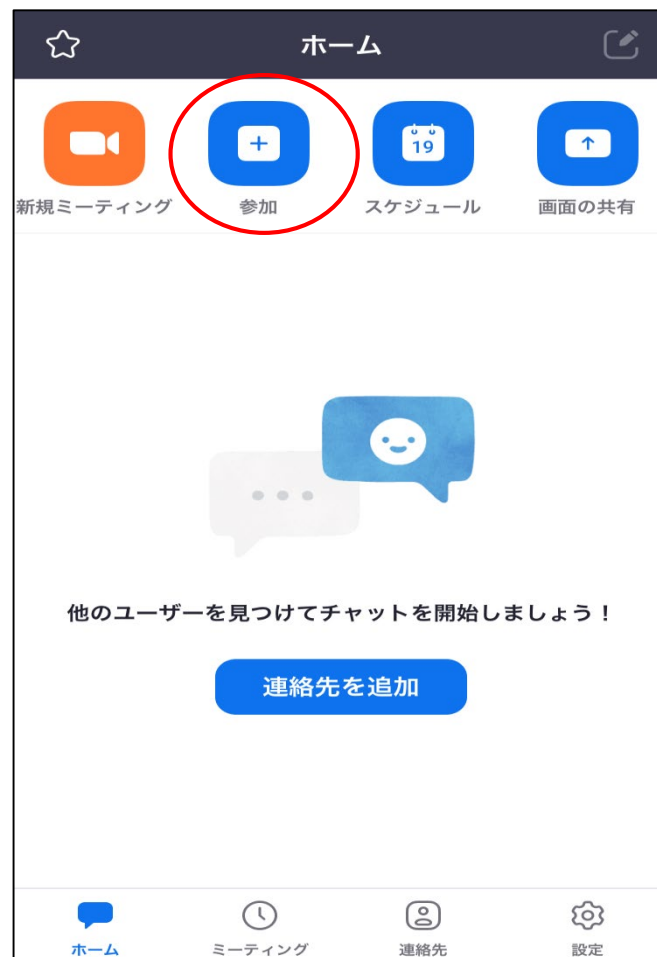 ホーム
19
新規ミーティング
参加
スケジュール
画面の共有
他のユーザーを見つけてチャットを開始しましょう！
連絡先を追加
ホーム
ミーティング
連絡先
設定